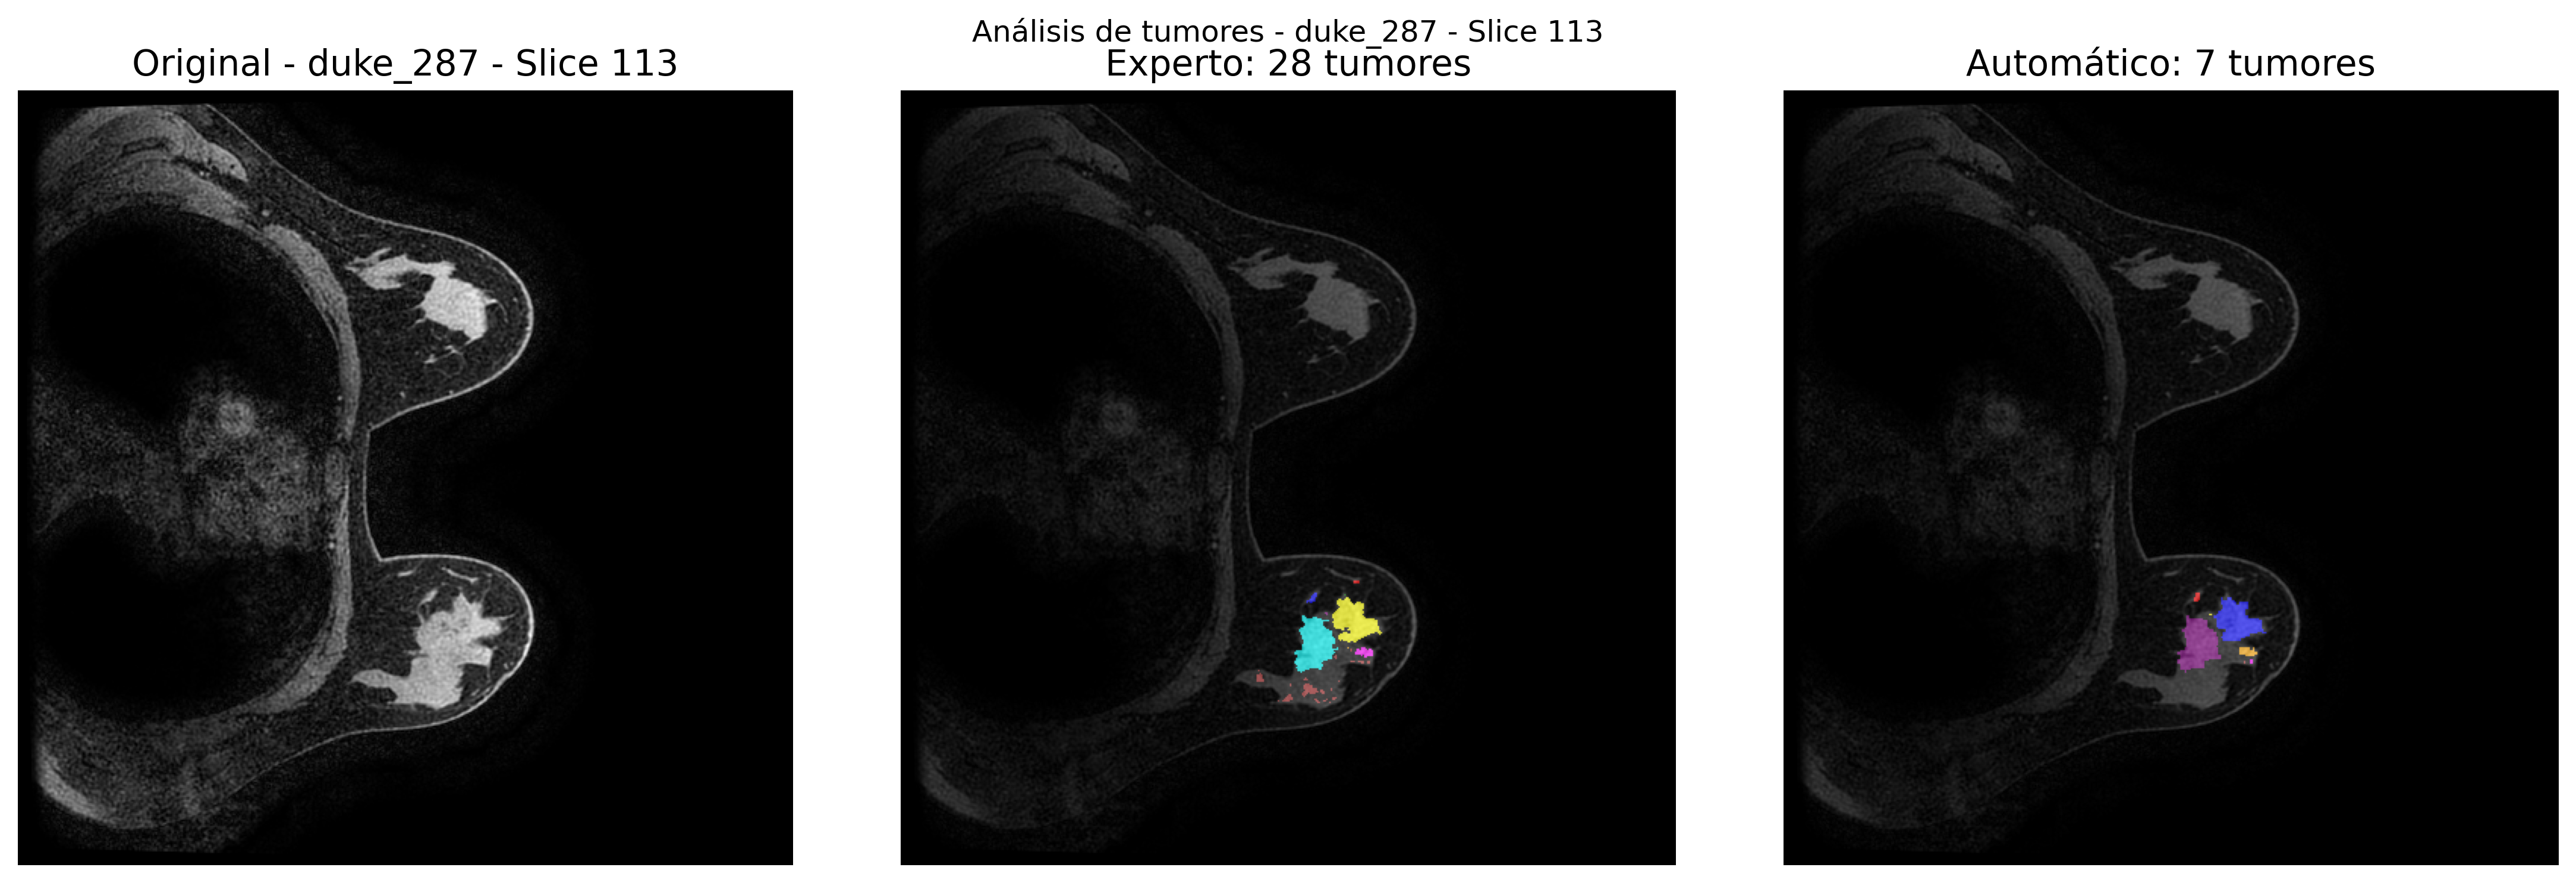 Análisis de tumores - duke_287 - Slice 113
Original - duke_287 - Slice 113
Experto: 28 tumores
Automático: 7 tumores